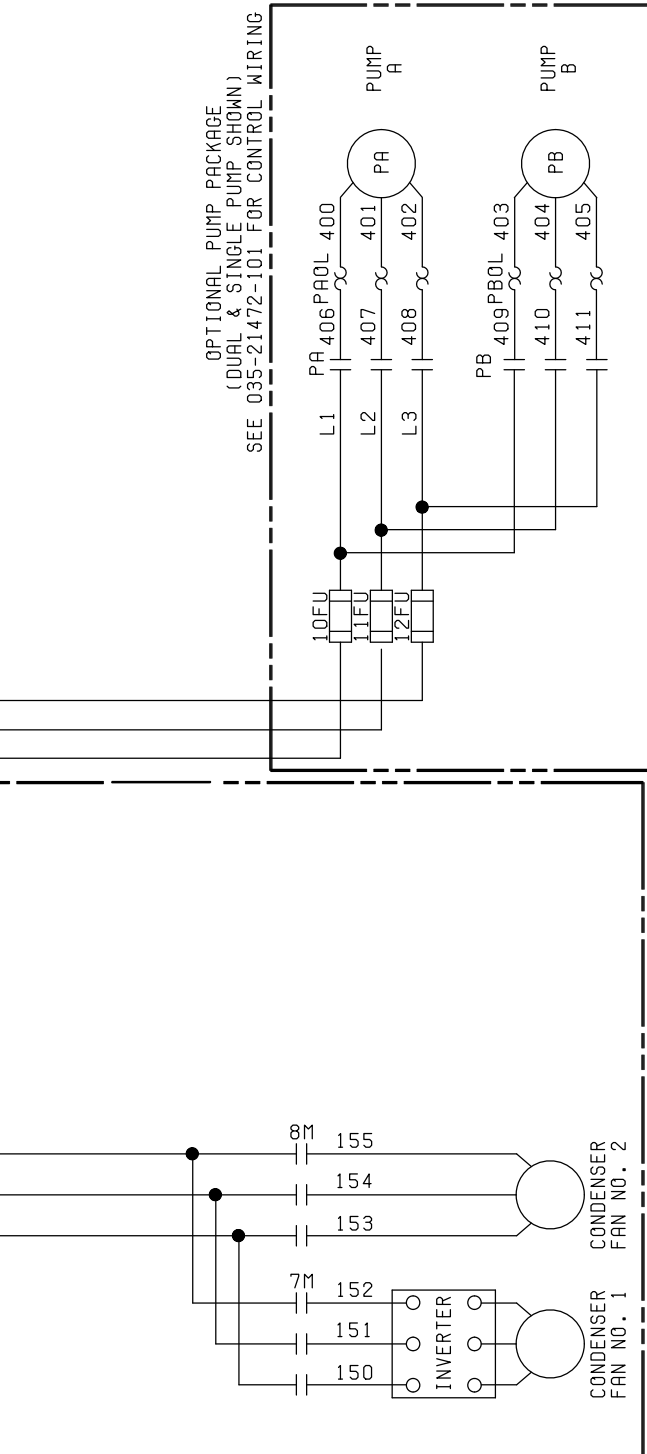 OPTIONAL PUMP PACKAGE
(DUAL & SINGLE PUMP SHOWN)
SEE 035-21472-101 FOR CONTROL WIRING
PUMP
A
PUMP
B
PA
PB
400
401
402
403
404
405
PAOL
PBOL
406
407
408
409
410
411
PA
PB
L1
L2
L3
10FU
11FU
12FU
8M
155
154
153
CONDENSER
FAN NO. 2
7M
152
151
150
INVERTER
CONDENSER
FAN NO. 1